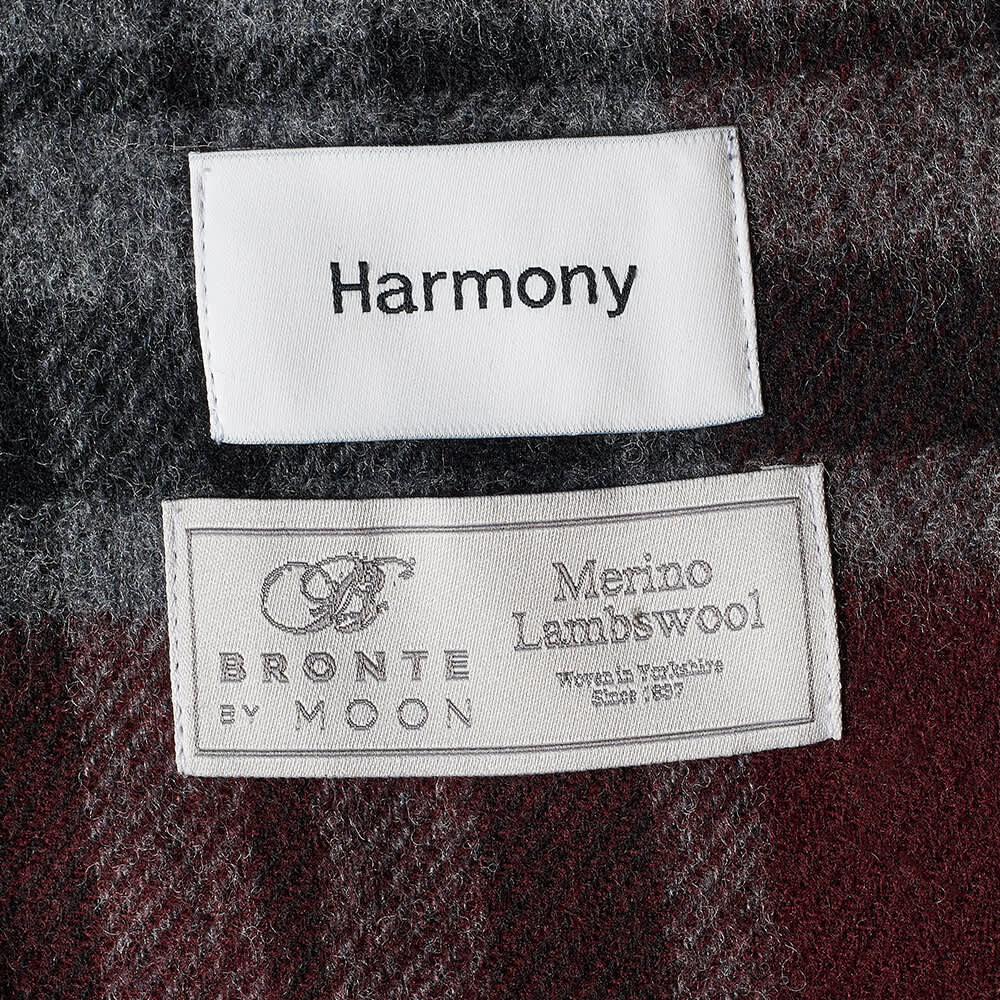 Harmony
BRONTE
BY MOON
Merino
Lambswool
Woven in Yorkshire
Since 1837